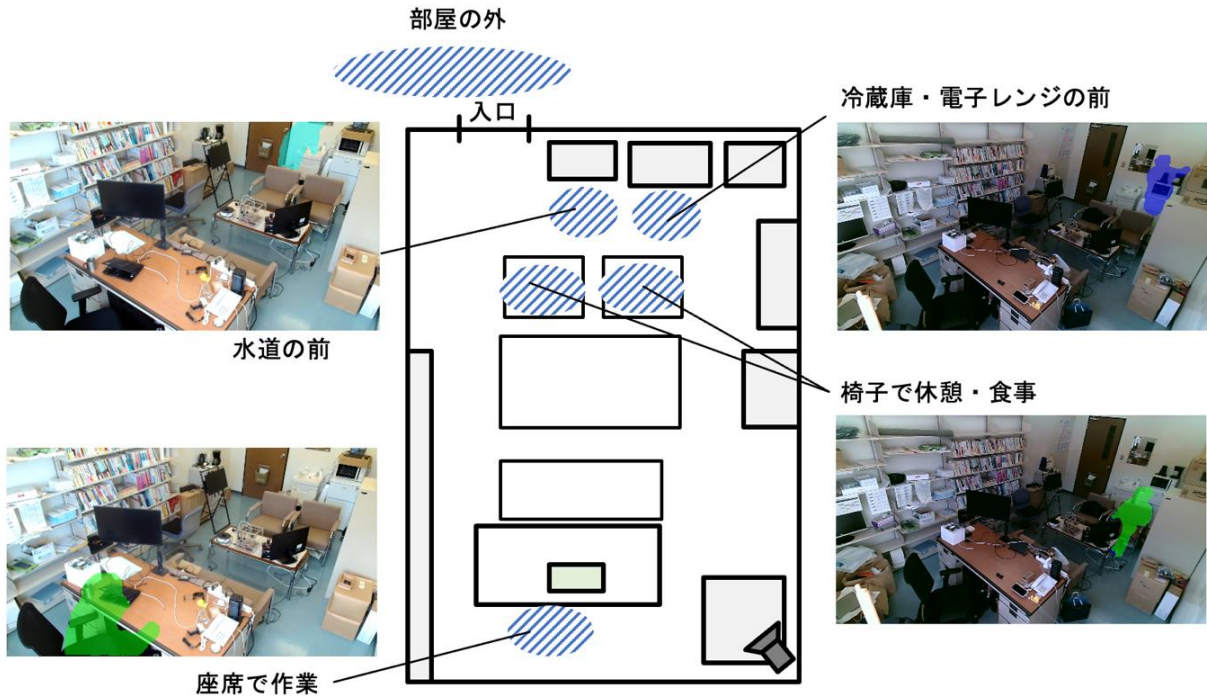 部屋の外
入口
冷蔵庫・電子レンジの前
水道の前
椅子で休憩・食事
座席で作業